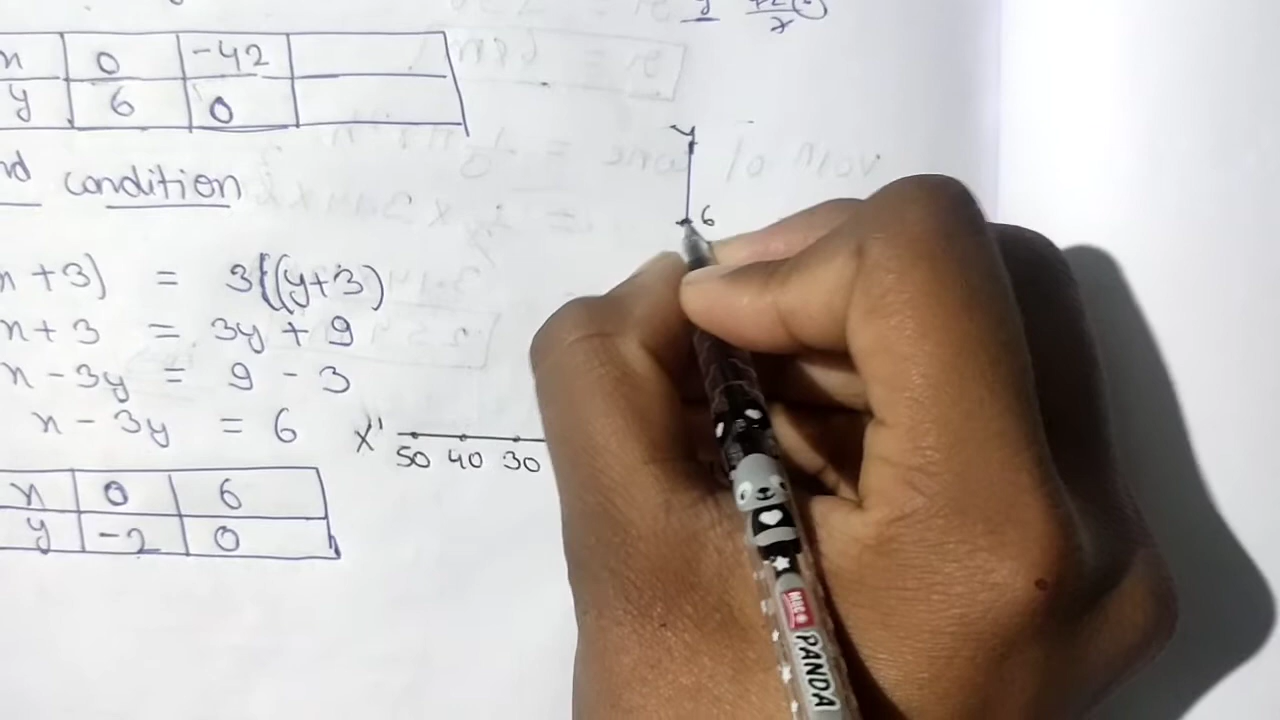 n 0 -42
y 6 0
nd condition
n + 3) = 3{(y+3)
n + 3 = 3y + 9
n - 3y = 9 - 3
n - 3y = 6
n 0 6
y -2 0
y
6
X'
50 40 30
PANDA